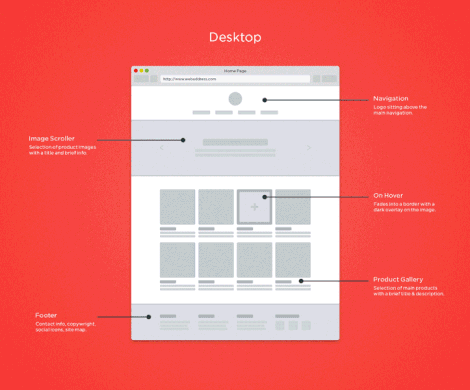 Desktop
Home Page
http://www.webaddress.com
Navigation
Logo sitting above the
main navigation.
Image Scroller
Selection of product images
with a title and brief info.
On Hover
Fades into a border with a
dark overlay on the image.
Product Gallery
Selection of main products
with a brief title & description.
Footer
Contact info, copywright,
social icons, site map.